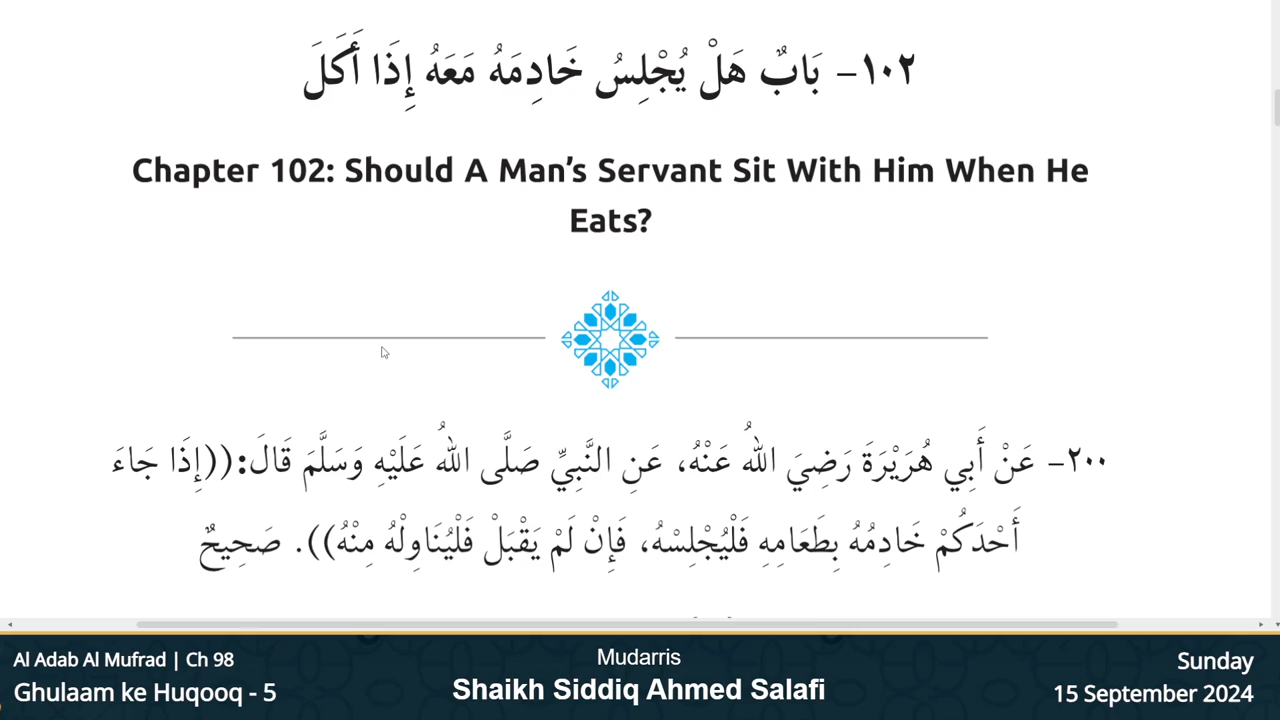 ١٠٢- بَابٌ هَلْ يُجْلِسُ خَادِمَهُ مَعَهُ إِذَا أَكَلَ
Chapter 102: Should A Man’s Servant Sit With Him When He
Eats?
٢٠٠- عَنْ أَبِي هُرَيْرَةَ رَضِيَ اللهُ عَنْهُ، عَنِ النَّبِيِّ صَلَّى اللهُ عَلَيْهِ وَسَلَّمَ قَالَ: ((إِذَا جَاءَ
أَحْدَكُمْ خَادِمُهُ بِطَعَامِهِ فَلْيُجْلِسْهُ، فَإِنْ لَمْ يَقْبَلْ فَلْيُنَاوِلْهُ مِنْهُ)). صَحِيحٌ
Al Adab Al Mufrad | Ch 98
Ghulaam ke Huqooq - 5
Mudarris
Shaikh Siddiq Ahmed Salafi
Sunday
15 September 2024